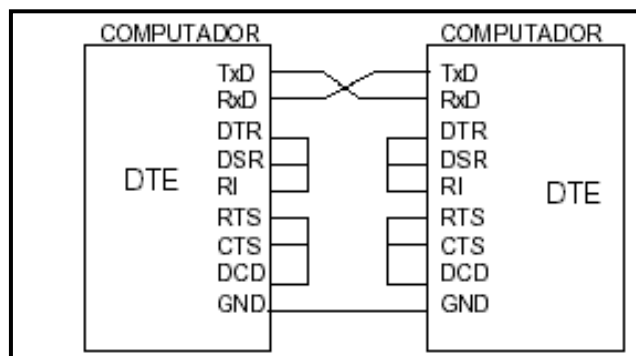 COMPUTADOR
TxD
RxD
DTR
DSR
RI
RTS
CTS
DCD
GND
DTE
COMPUTADOR
TxD
RxD
DTR
DSR
RI
RTS
CTS
DCD
GND
DTE